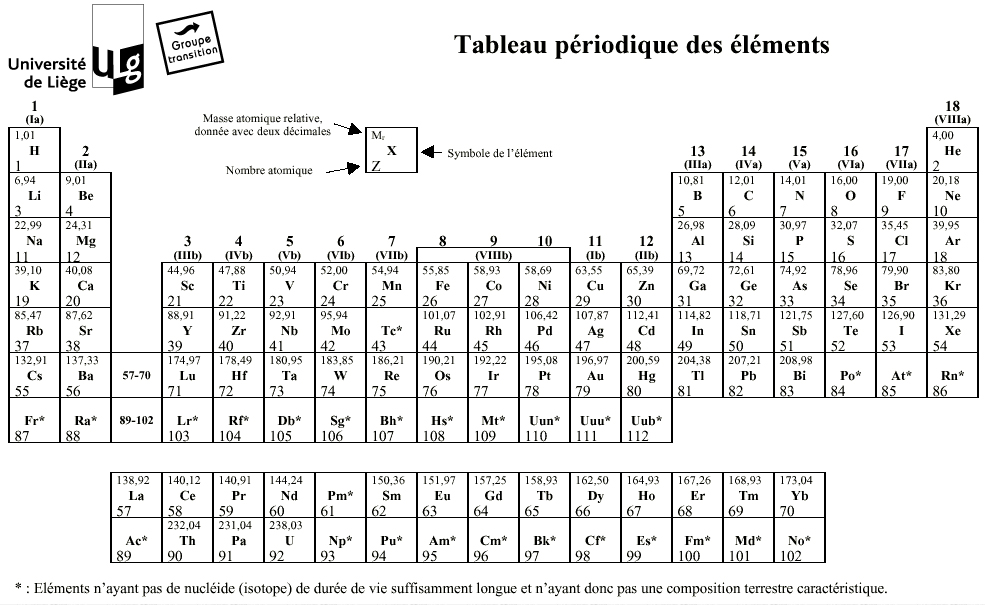 Université
de Liège
uLg
Groupe
transition
Tableau périodique des éléments
1
(Ia)
18
(VIIIa)
Masse atomique relative,
donnée avec deux décimales
Mr
X
Z
Symbole de l'élément
Nombre atomique
1,01 4,00
H He
1 2
2
(IIa)
13 14 15 16 17
(IIIa) (IVa) (Va) (VIa) (VIIa)
6,94 9,01 10,81 12,01 14,01 16,00 19,00 20,18
Li Be B C N O F Ne
3 4 5 6 7 8 9 10
22,99 24,31 26,98 28,09 30,97 32,07 35,45 39,95
Na Mg Al Si P S Cl Ar
11 12 13 14 15 16 17 18
3 4 5 6 7 8 9 10 11 12
(IIIb) (IVb) (Vb) (VIb) (VIIb) (VIIIb) (Ib) (IIb)
39,10 40,08 44,96 47,88 50,94 52,00 54,94 55,85 58,93 58,69 63,55 65,39 69,72 72,61 74,92 78,96 79,90 83,80
K Ca Sc Ti V Cr Mn Fe Co Ni Cu Zn Ga Ge As Se Br Kr
19 20 21 22 23 24 25 26 27 28 29 30 31 32 33 34 35 36
85,47 87,62 88,91 91,22 92,91 95,94 101,07 102,91 106,42 107,87 112,41 114,82 118,71 121,75 127,60 126,90 131,29
Rb Sr Y Zr Nb Mo Tc* Ru Rh Pd Ag Cd In Sn Sb Te I Xe
37 38 39 40 41 42 43 44 45 46 47 48 49 50 51 52 53 54
132,91 137,33 174,97 178,49 180,95 183,85 186,21 190,21 192,22 195,08 196,97 200,59 204,38 207,21 208,98
Cs Ba 57-70 Lu Hf Ta W Re Os Ir Pt Au Hg Tl Pb Bi Po* At* Rn*
55 56 71 72 73 74 75 76 77 78 79 80 81 82 83 84 85 86
Fr* Ra* 89-102 Lr* Rf* Db* Sg* Bh* Hs* Mt* Uun* Uuu* Uub*
87 88 103 104 105 106 107 108 109 110 111 112
138,92 140,12 140,91 144,24 150,36 151,97 157,25 158,93 162,50 164,93 167,26 168,93 173,04
La Ce Pr Nd Pm* Sm Eu Gd Tb Dy Ho Er Tm Yb
57 58 59 60 61 62 63 64 65 66 67 68 69 70
232,04 231,04 238,03
Ac* Th Pa U Np* Pu* Am* Cm* Bk* Cf* Es* Fm* Md* No*
89 90 91 92 93 94 95 96 97 98 99 100 101 102
* : Eléments n'ayant pas de nucléide (isotope) de durée de vie suffisamment longue et n'ayant donc pas une composition terrestre caractéristique.